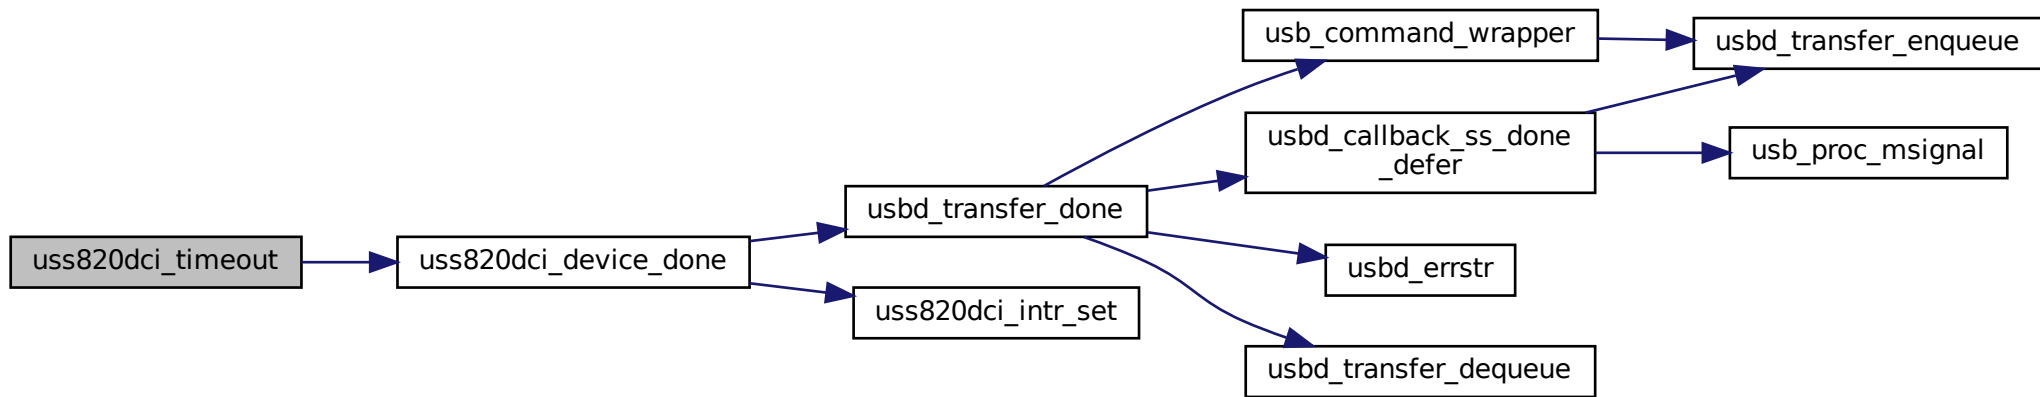 usb_command_wrapper
usbd_transfer_enqueue
usbd_callback_ss_done
_defer
usb_proc_msignal
usbd_transfer_done
uss820dci_timeout
uss820dci_device_done
usbd_errstr
uss820dci_intr_set
usbd_transfer_dequeue